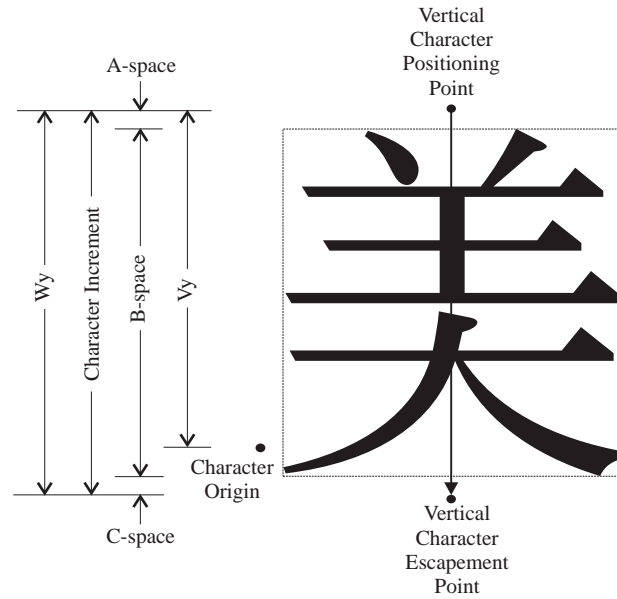 Vertical
Character
Positioning
Point
A-space
Wy
Character Increment
B-space
Vy
美
Character
Origin
C-space
Vertical
Character
Escapement
Point